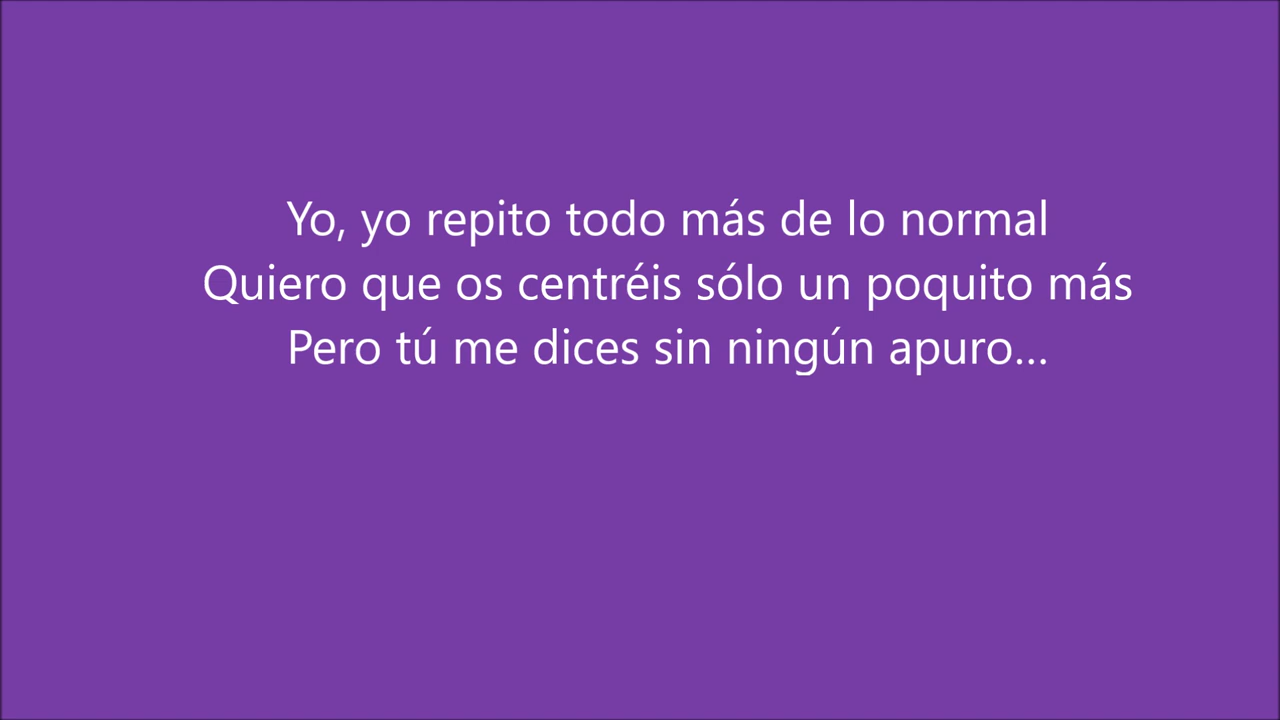 Yo, yo repito todo más de lo normal
Quiero que os centréis sólo un poquito más
Pero tú me dices sin ningún apuro...